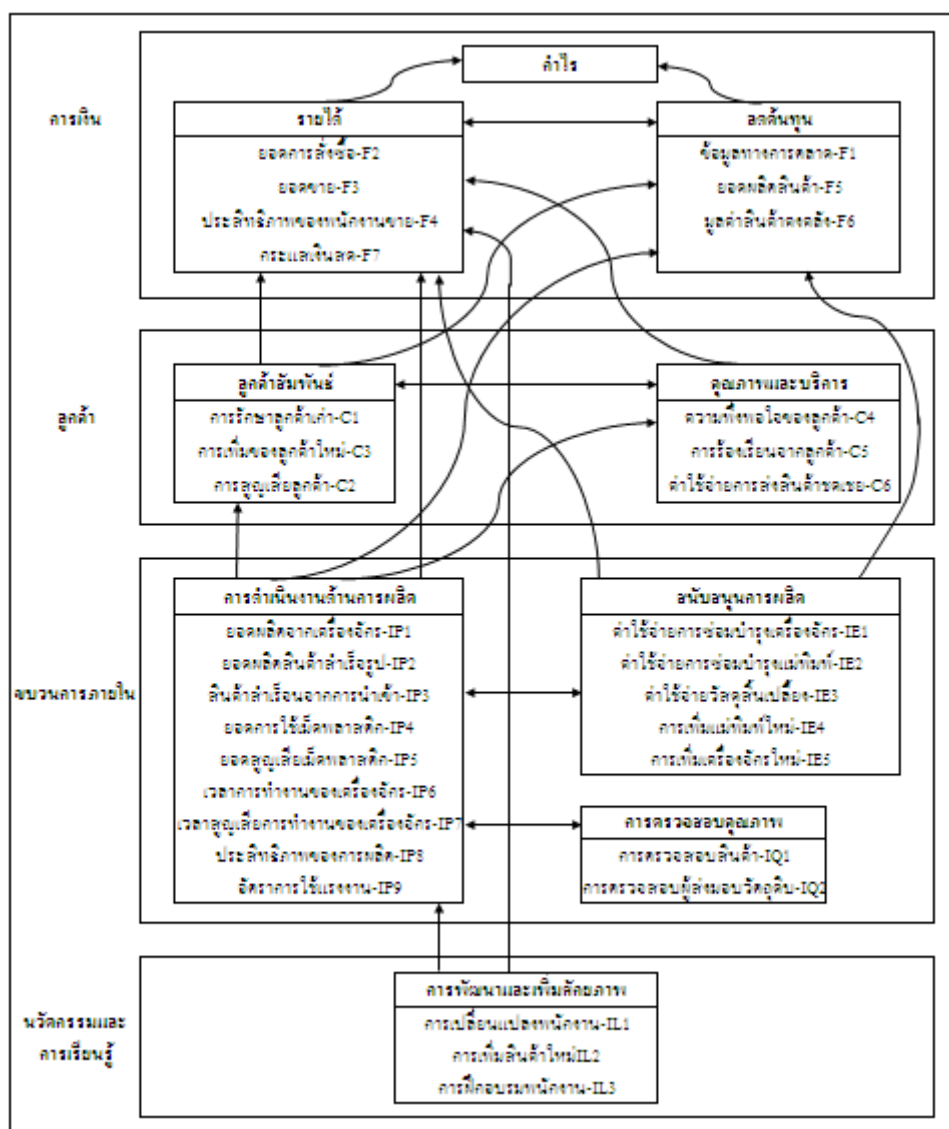 การเงิน
กำไร
รายได้
ยอดการสั่งซื้อ-F2
ยอดขาย-F3
ประสิทธิภาพของพนักงานขาย-F4
กระแสเงินสด-F7
ลดต้นทุน
ข้อมูลทางการตลาด-F1
ยอดผลิตสินค้า-F5
มูลค่าสินค้าคงคลัง-F6
ลูกค้า
ลูกค้าสัมพันธ์
การรักษาลูกค้าเก่า-C1
การเพิ่มของลูกค้าใหม่-C3
การสูญเสียลูกค้า-C2
คุณภาพและบริการ
ความพึงพอใจของลูกค้า-C4
การร้องเรียนจากลูกค้า-C5
ค่าใช้จ่ายการส่งสินค้าชดเชย-C6
ขบวนการภายใน
การดำเนินงานด้านการผลิต
ยอดผลิตจากเครื่องจักร-IP1
ยอดผลิตสินค้าสำเร็จรูป-IP2
สินค้าสำเร็จนจากการนำเข้า-IP3
ยอดการใช้เม็ดพลาสติก-IP4
ยอดสูญเสียเม็ดพลาสติก-IP5
เวลาการทำงานของเครื่องจักร-IP6
เวลาสูญเสียการทำงานของเครื่องจักร-IP7
ประสิทธิภาพของการผลิต-IP8
อัตราการใช้แรงงาน-IP9
สนับสนุนการผลิต
ค่าใช้จ่ายการซ่อมบำรุงเครื่องจักร-IE1
ค่าใช้จ่ายการซ่อมบำรุงแม่พิมพ์-IE2
ค่าใช้จ่ายวัสดุสิ้นเปลือง-IE3
การเพิ่มแม่พิมพ์ใหม่-IE4
การเพิ่มเครื่องจักรใหม่-IE5
การตรวจสอบคุณภาพ
การตรวจสอบสินค้า-IQ1
การตรวจสอบผู้ส่งมอบวัตถุดิบ-IQ2
นวัตกรรมและ
การเรียนรู้
การพัฒนาและเพิ่มศักยภาพ
การเปลี่ยนแปลงพนักงาน-IL1
การเพิ่มสินค้าใหม่IL2
การฝึกอบรมพนักงาน-IL3